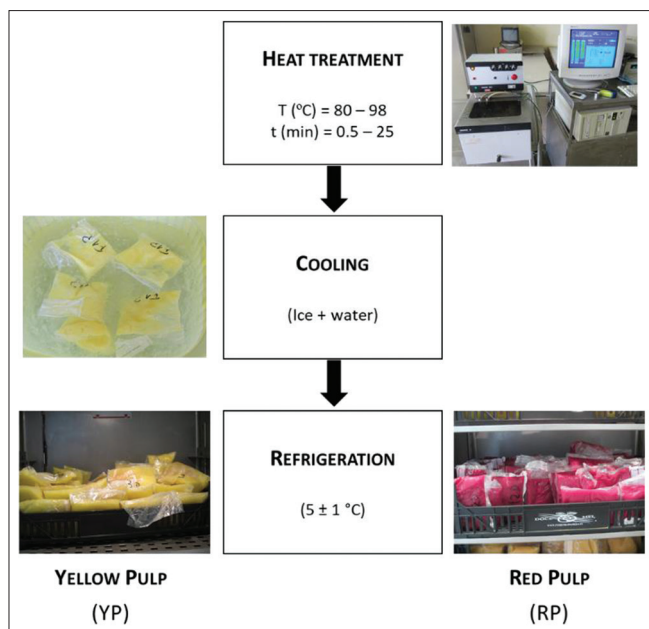 HEAT TREATMENT
T (°C) = 80 – 98
t (min) = 0.5 – 25
COOLING
(Ice + water)
REFRIGERATION
(5 ± 1 °C)
YELLOW PULP
(YP)
RED PULP
(RP)